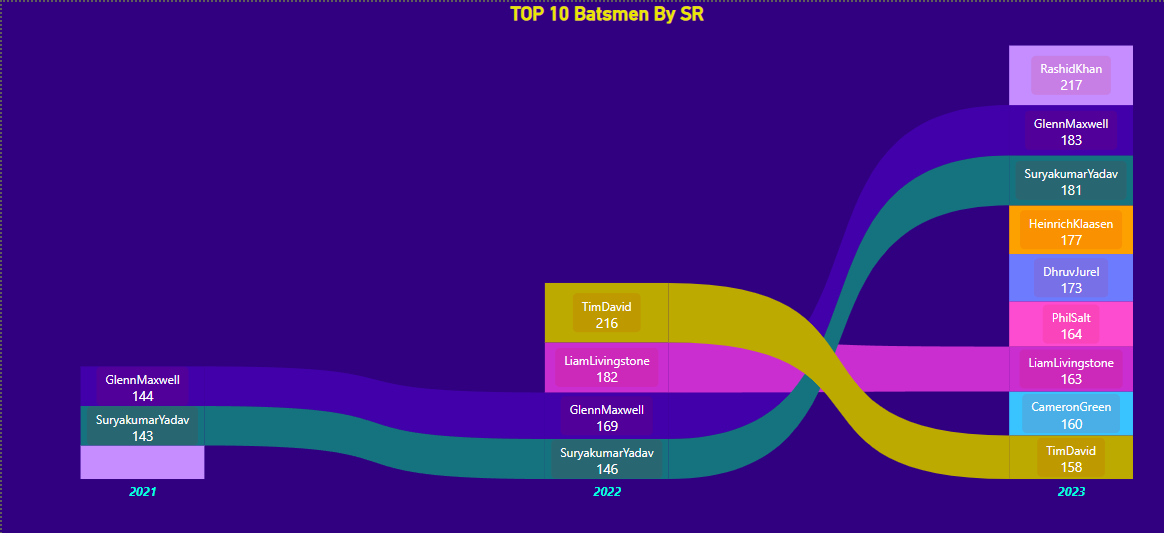 TOP 10 Batsmen By SR
GlennMaxwell
144
SuryakumarYadav
143
2021
TimDavid
216
LiamLivingstone
182
GlennMaxwell
169
SuryakumarYadav
146
2022
RashidKhan
217
GlennMaxwell
183
SuryakumarYadav
181
HeinrichKlaasen
177
DhruvJurel
173
PhilSalt
164
LiamLivingstone
163
CameronGreen
160
TimDavid
158
2023